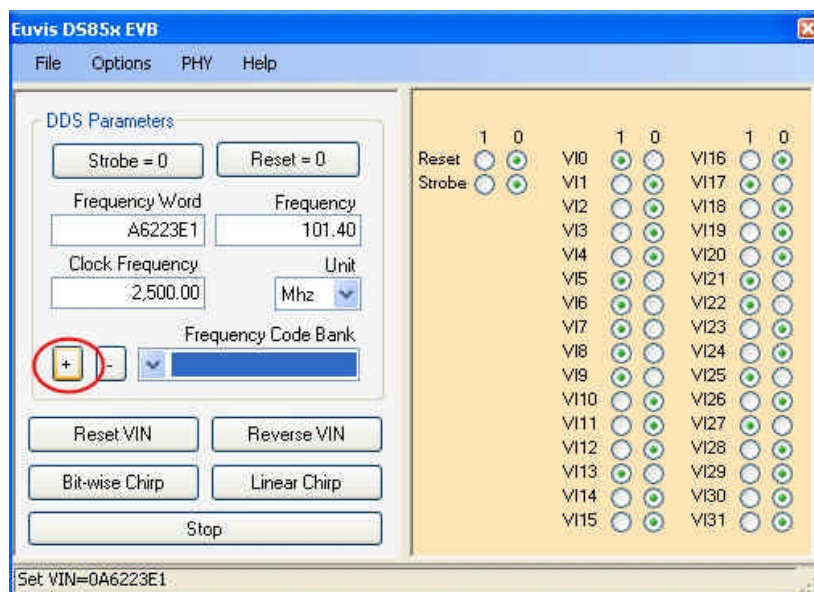 Euvis DS85x EVB
File Options PHY Help
DDS Parameters
Strobe = 0 Reset = 0
Frequency Word Frequency
A6223E1 101.40
Clock Frequency Unit
2,500.00 Mhz
Frequency Code Bank
+ -
Reset VIN Reverse VIN
Bit-wise Chirp Linear Chirp
Stop
1 0 1 0 1 0
Reset VI0 VI16
Strobe VI1 VI17
VI2 VI18
VI3 VI19
VI4 VI20
VI5 VI21
VI6 VI22
VI7 VI23
VI8 VI24
VI9 VI25
VI10 VI26
VI11 VI27
VI12 VI28
VI13 VI29
VI14 VI30
VI15 VI31
Set VIN=0A6223E1